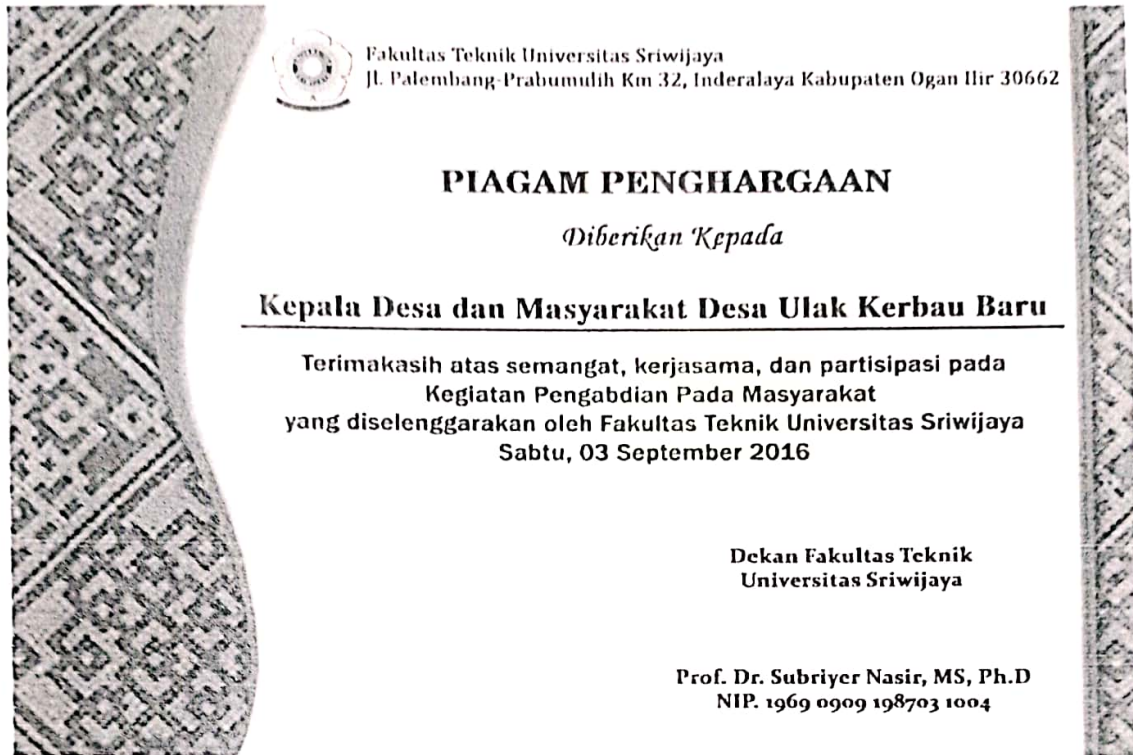 Fakultas Teknik Universitas Sriwijaya
Jl. Palembang-Prabumulih Km 32, Inderalaya Kabupaten Ogan Ilir 30662
PIAGAM PENGHARGAAN
Diberikan Kepada
Kepala Desa dan Masyarakat Desa Ulak Kerbau Baru
Terimakasih atas semangat, kerjasama, dan partisipasi pada
Kegiatan Pengabdian Pada Masyarakat
yang diselenggarakan oleh Fakultas Teknik Universitas Sriwijaya
Sabtu, 03 September 2016
Dekan Fakultas Teknik
Universitas Sriwijaya
Prof. Dr. Subriyer Nasir, MS, Ph.D
NIP. 1969 0909 198703 1004